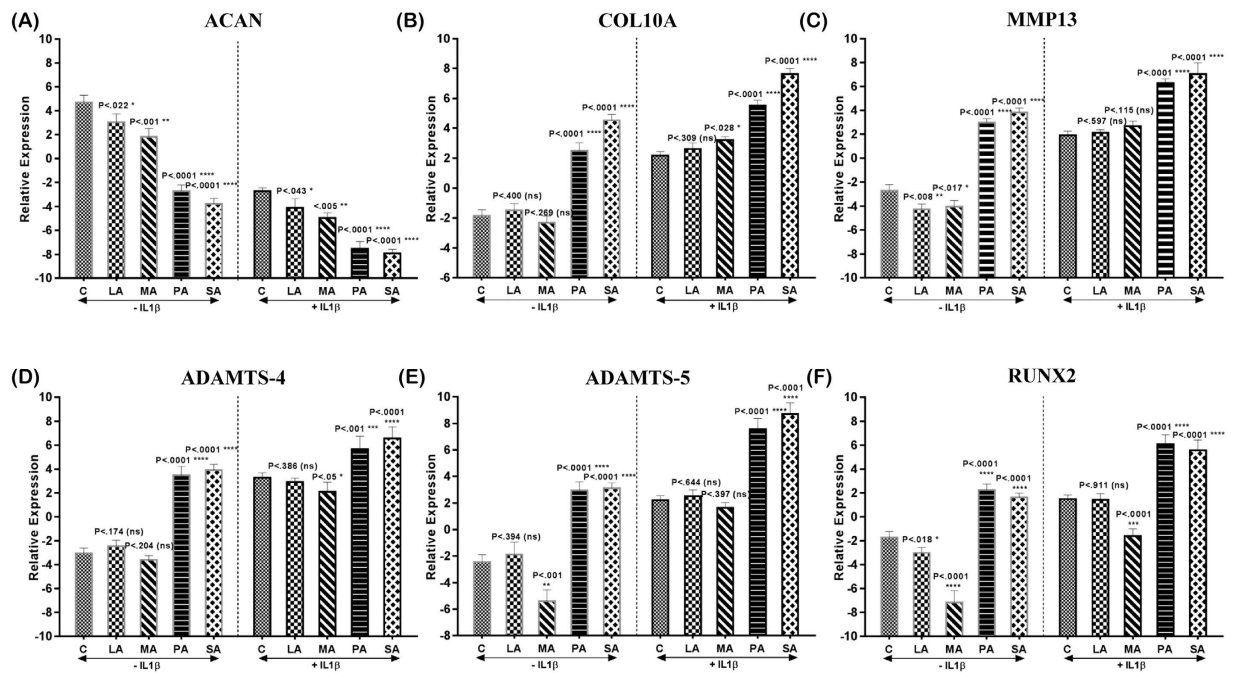 (A) ACAN
Relative Expression
10
8
6
4
2
0
-2
-4
-6
-8
-10
P<.022 *
P<.001 **
P<.0001 ****
P<.0001 ****
P<.043 *
<.005 **
P<.0001 ****
P<.0001 ****
C LA MA PA SA C LA MA PA SA
- IL1β + IL1β
(B) COL10A
Relative Expression
10
8
6
4
2
0
-2
-4
-6
P<.400 (ns)
P<.269 (ns)
P<.0001 ****
P<.0001 ****
P<.309 (ns)
P<.028 *
P<.0001 ****
P<.0001 ****
C LA MA PA SA C LA MA PA SA
- IL1β + IL1β
(C) MMP13
Relative Expression
10
8
6
4
2
0
-2
-4
-6
-8
-10
P<.008 **
P<.017 *
P<.0001 ****
P<.0001 ****
P<.597 (ns)
P<.115 (ns)
P<.0001 ****
P<.0001 ****
C LA MA PA SA C LA MA PA SA
- IL1β + IL1β
(D) ADAMTS-4
Relative Expression
10
8
6
4
2
0
-2
-4
-6
-8
-10
P<.174 (ns)
P<.204 (ns)
P<.0001 ****
P<.0001 ****
P<.386 (ns)
P<.05 *
P<.001 ***
P<.0001
****
C LA MA PA SA C LA MA PA SA
- IL1β + IL1β
(E) ADAMTS-5
Relative Expression
10
8
6
4
2
0
-2
-4
-6
-8
P<.394 (ns)
P<.001
**
P<.0001 ****
P<.0001 ****
P<.644 (ns)
P<.397 (ns)
P<.0001 ****
P<.0001
****
C LA MA PA SA C LA MA PA SA
- IL1β + IL1β
(F) RUNX2
Relative Expression
10
8
6
4
2
0
-2
-4
-6
-8
-10
P<.018 *
P<.0001
****
P<.0001
****
P<.0001
****
P<.911 (ns)
P<.0001
***
P<.0001 ****
P<.0001 ****
C LA MA PA SA C LA MA PA SA
- IL1β + IL1β